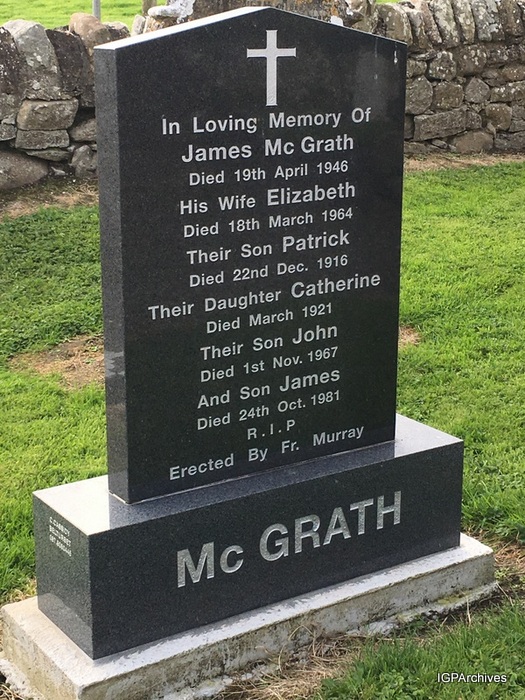 In Loving Memory Of
James Mc Grath
Died 19th April 1946
His Wife Elizabeth
Died 18th March 1964
Their Son Patrick
Died 22nd Dec. 1916
Their Daughter Catherine
Died March 1921
Their Son John
Died 1st Nov. 1967
And Son James
Died 24th Oct. 1981
R.I.P
Erected By Fr. Murray
Mc GRATH
IGPArchives